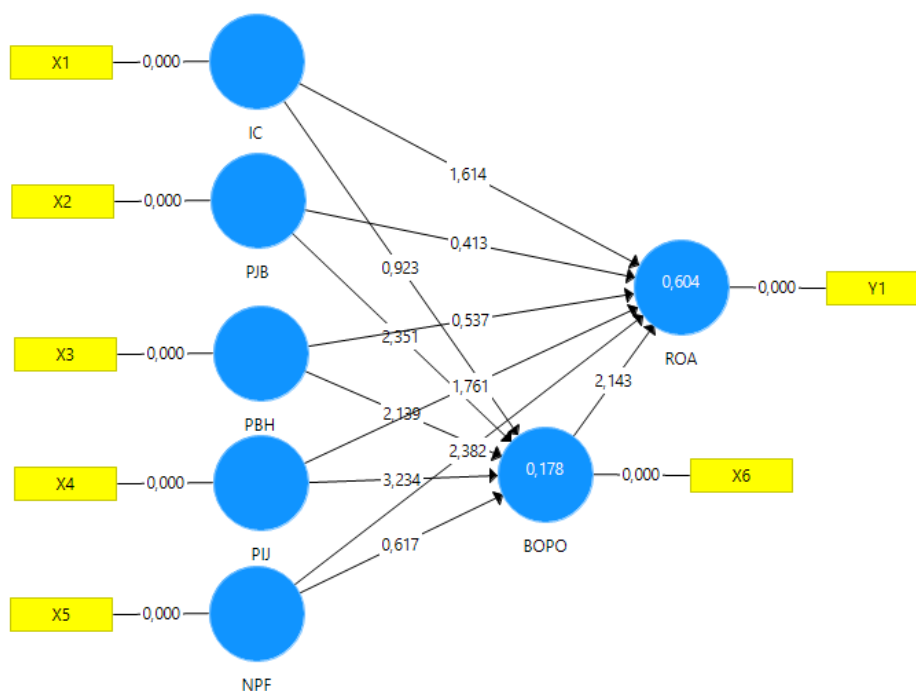 X1
0,000
IC
1,614
X2
0,000
PJB
0,413
0,923
0,604
0,000
Y1
ROA
X3
0,000
PBH
0,537
2,351
1,761
2,143
2,139
X4
0,000
PIJ
2,382
3,234
0,178
0,000
X6
BOPO
0,617
X5
0,000
NPF